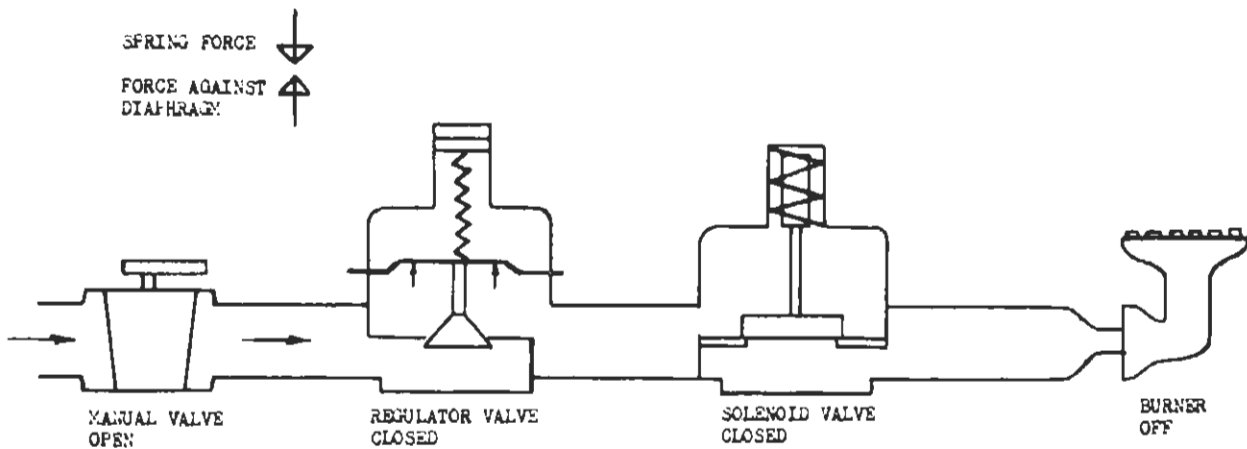 SPRING FORCE
FORCE AGAINST
DIAPHRAGM
MANUAL VALVE
OPEN
REGULATOR VALVE
CLOSED
SOLENOID VALVE
CLOSED
BURNER
OFF